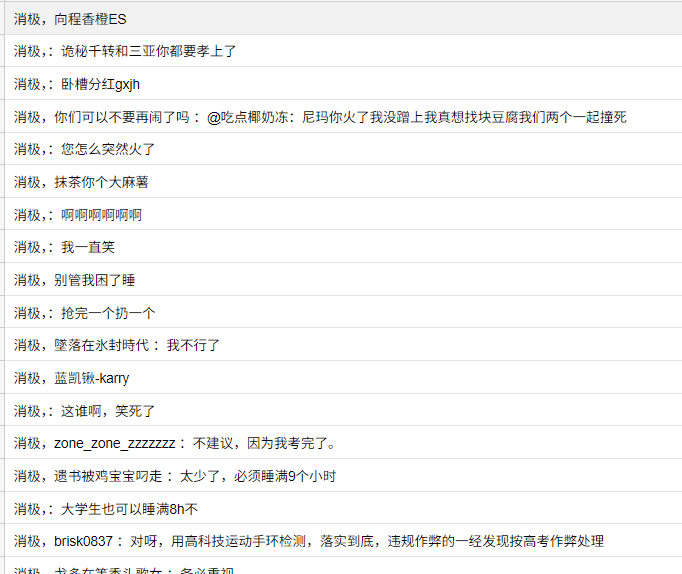 消极，向程香橙ES
消极，：诡秘千转和三亚你都要孝上了
消极，：卧槽分红gxjh
消极，你们可以不要再闹了吗 ：@吃点椰奶冻：尼玛你火了我没蹭上我真想找块豆腐我们两个一起撞死
消极，：您怎么突然火了
消极，抹茶你个大麻薯
消极，：啊啊啊啊啊啊
消极，：我一直笑
消极，别管我困了睡
消极，：抢完一个扔一个
消极，墜落在氷封時代 ：我不行了
消极，蓝凯锹-karry
消极，：这谁啊，笑死了
消极，zone_zone_zzzzzzz ：不建议，因为我考完了。
消极，遗书被鸡宝宝叼走 ：太少了，必须睡满9个小时
消极，：大学生也可以睡满8h不
消极，brisk0837 ：对呀，用高科技运动手环检测，落实到底，违规作弊的一经发现按高考作弊处理